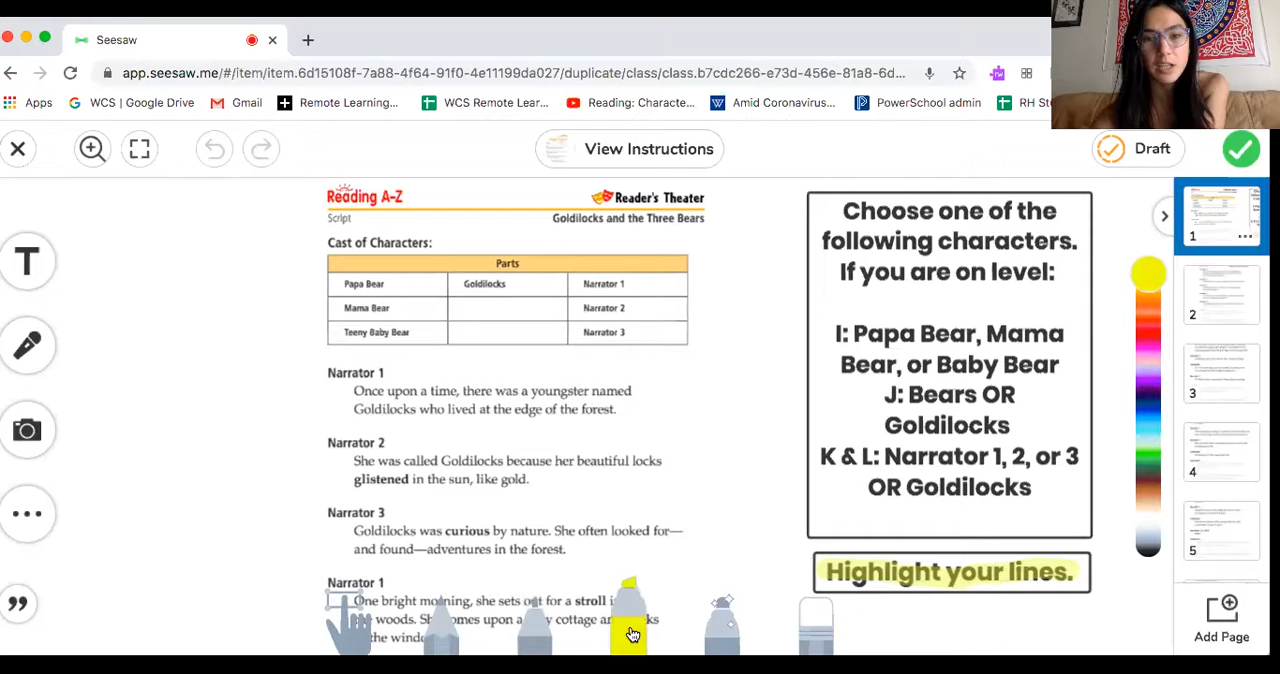 Seesaw
app.seesaw.me/#/item/item.6d15108f-7a88-4f64-91f0-4e11199da027/duplicate/class/class.b7cdc266-e73d-456e-81a8-6d...
Apps
WCS | Google Drive
Gmail
Remote Learning...
WCS Remote Lear...
Reading: Characte...
Amid Coronavirus...
PowerSchool admin
RH St
View Instructions
Draft
Reading A-Z
Reader's Theater
Script
Goldilocks and the Three Bears
Cast of Characters:
Parts
Papa Bear Goldilocks Narrator 1
Mama Bear Narrator 2
Teeny Baby Bear Narrator 3
Narrator 1
Once upon a time, there was a youngster named
Goldilocks who lived at the edge of the forest.
Narrator 2
She was called Goldilocks because her beautiful locks
glistened in the sun, like gold.
Narrator 3
Goldilocks was curious by nature. She often looked for—
and found—adventures in the forest.
Narrator 1
One bright morning, she sets out for a stroll
woods. comes upon a cottage
the
Choose one of the
following characters.
If you are on level:
I: Papa Bear, Mama
Bear, or Baby Bear
J: Bears OR
Goldilocks
K & L: Narrator 1, 2, or 3
OR Goldilocks
Highlight your lines.
T
1
2
3
4
5
Add Page